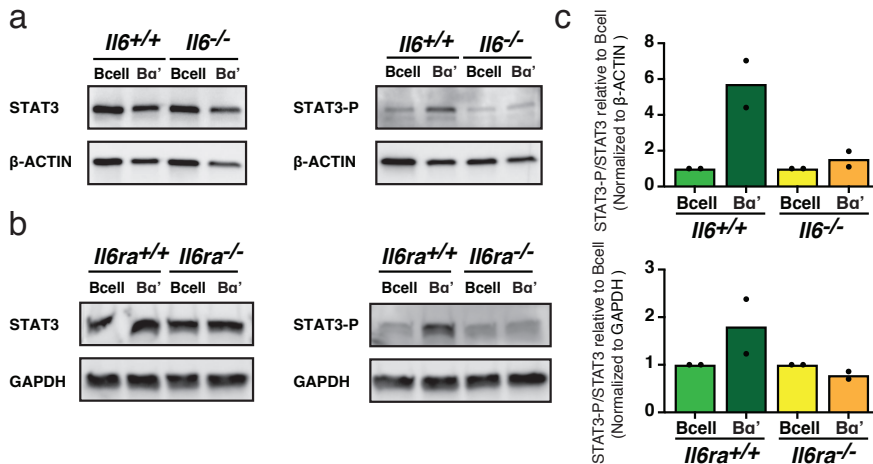 a
Il6+/+ Il6-/-
Bcell Bα’ Bcell Bα’
STAT3
β-ACTIN
Il6+/+ Il6-/-
Bcell Bα’ Bcell Bα’
STAT3-P
β-ACTIN
b
Il6ra+/+ Il6ra-/-
Bcell Bα’ Bcell Bα’
STAT3
GAPDH
Il6ra+/+ Il6ra-/-
Bcell Bα’ Bcell Bα’
STAT3-P
GAPDH
c
STAT3-P/STAT3 relative to Bcell
(Normalized to β-ACTIN )
8
6
4
2
0
Bcell Bα’ Bcell Bα’
Il6+/+ Il6-/-
STAT3-P/STAT3 relative to Bcell
(Normalized to GAPDH )
3
2
1
0
Bcell Bα’ Bcell Bα’
Il6ra+/+ Il6ra-/-